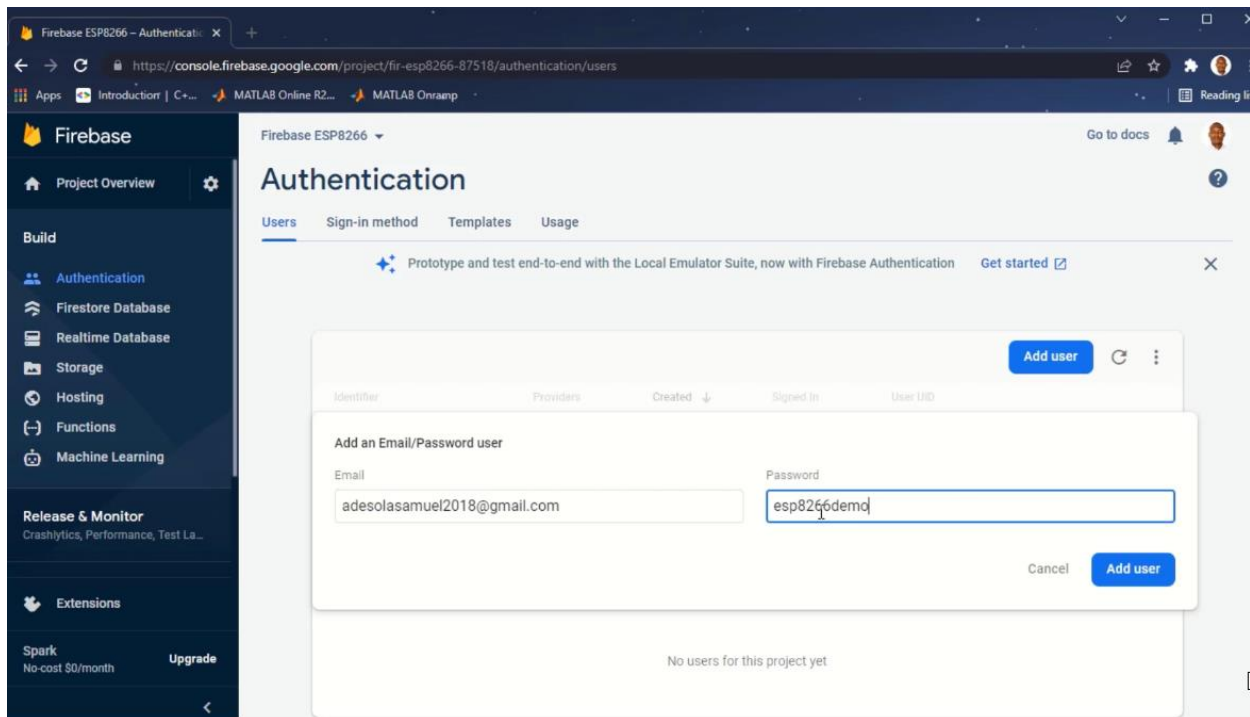 Firebase ESP8266 – Authenticatic
https://console.firebase.google.com/project/fir-esp8266-87518/authentication/users
Apps Introduction | C+... MATLAB Online R2... MATLAB Onramp Reading li
Firebase
Firebase ESP8266
Go to docs
Project Overview
Authentication
Users Sign-in method Templates Usage
Build
Prototype and test end-to-end with the Local Emulator Suite, now with Firebase Authentication Get started
Authentication
Firestore Database
Realtime Database
Storage
Hosting
Functions
Machine Learning
Add user
Identifier Providers Created Signed In User UID
Add an Email/Password user
Email Password
adesolasamuel2018@gmail.com esp8266demo
Cancel Add user
Release & Monitor
Crashlytics, Performance, Test La...
Extensions
Spark
No-cost $0/month
Upgrade
No users for this project yet